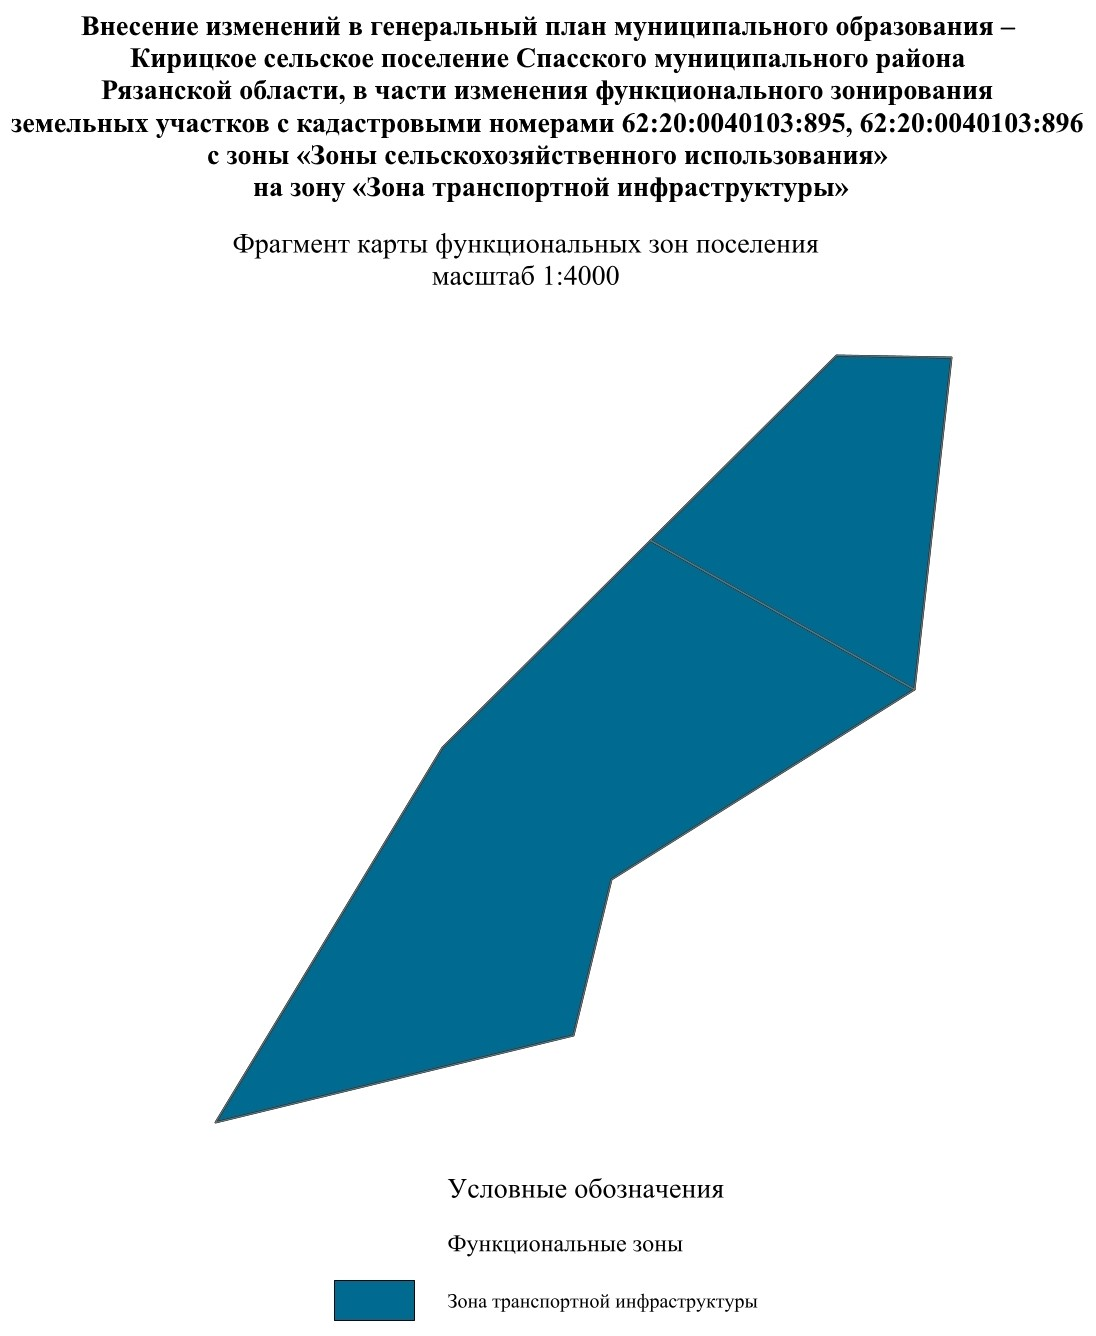 Внесение изменений в генеральный план муниципального образования –
Кирицкое сельское поселение Спасского муниципального района
Рязанской области, в части изменения функционального зонирования
земельных участков с кадастровыми номерами 62:20:0040103:895, 62:20:0040103:896
с зоны «Зоны сельскохозяйственного использования»
на зону «Зона транспортной инфраструктуры»
Фрагмент карты функциональных зон поселения
масштаб 1:4000
Условные обозначения
Функциональные зоны
Зона транспортной инфраструктуры